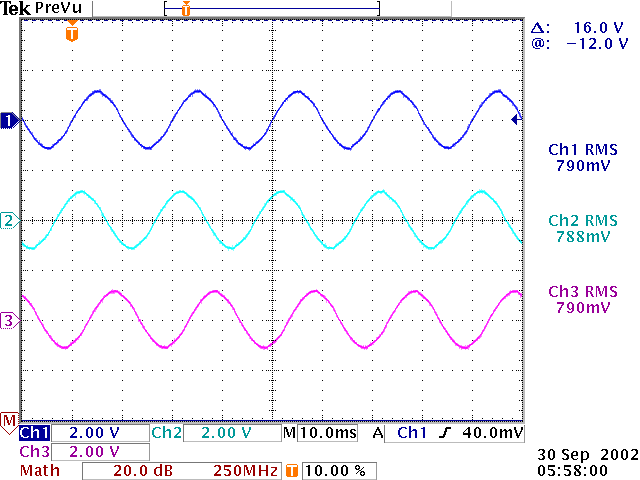 Tek PreVu
T
T
Δ: 16.0 V
@: −12.0 V
1
Ch1 RMS
790mV
2
Ch2 RMS
788mV
Ch3 RMS
790mV
3
M
Ch1 2.00 V Ch2 2.00 V M 10.0ms A Ch1 40.0mV
Ch3 2.00 V
Math 20.0 dB 250MHz T 10.00 %
30 Sep 2002
05:58:00